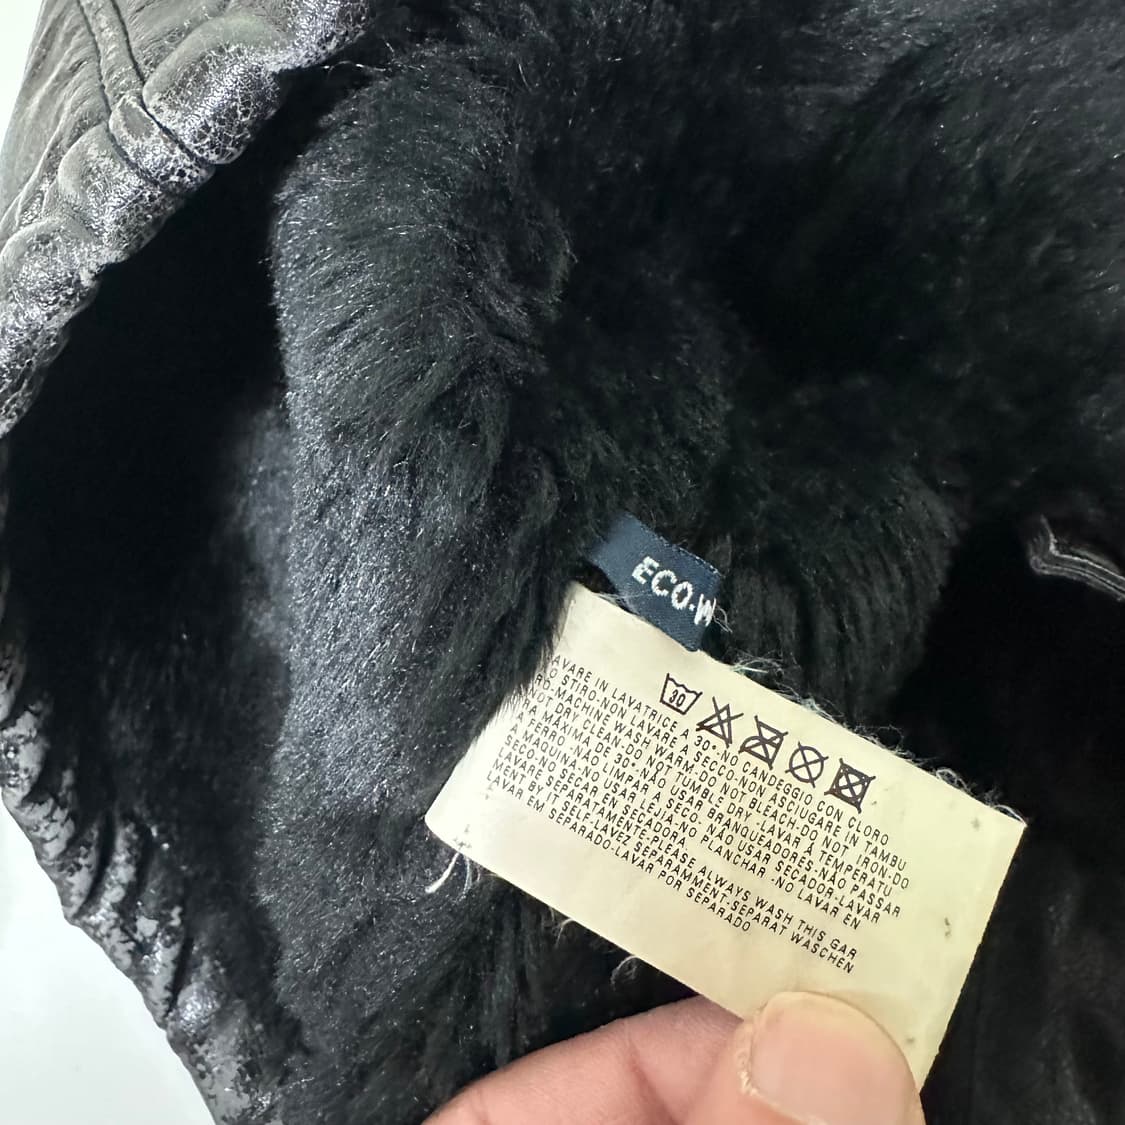 ECO-W
30
AVARE IN LAVATRICE A 30°-NO CANDEGGIO CON CLORO
O STIRO-NON LAVARE A SECCO-NON ASCIUGARE IN TAMBU
RO-MACHINE WASH WARM-DO NOT BLEACH-DO NOT IRON-DO
NOT DRY CLEAN-DO NOT TUMBLE DRY-LAVAR À TEMPERATU
RA MÁXIMA DE 30°-NÃO USAR BRANQUEADORES-NÃO PASSAR
A FERRO-NÃO LIMPAR A SECO. NÃO USAR SECADOR-LAVAR
A MAQUINA-NO USAR LEJIA-NO PLANCHAR-NO LAVAR EN
SECO-NO SECAR EN SECADORA.
LAVARE SEPARATAMENTE-PLEASE ALWAYS WASH THIS GAR
MENT BY IT SELF-LAVEZ SEPARAMMENT-SEPARAT WASCHEN
LAVAR EM SEPARADO-LAVAR POR SEPARADO